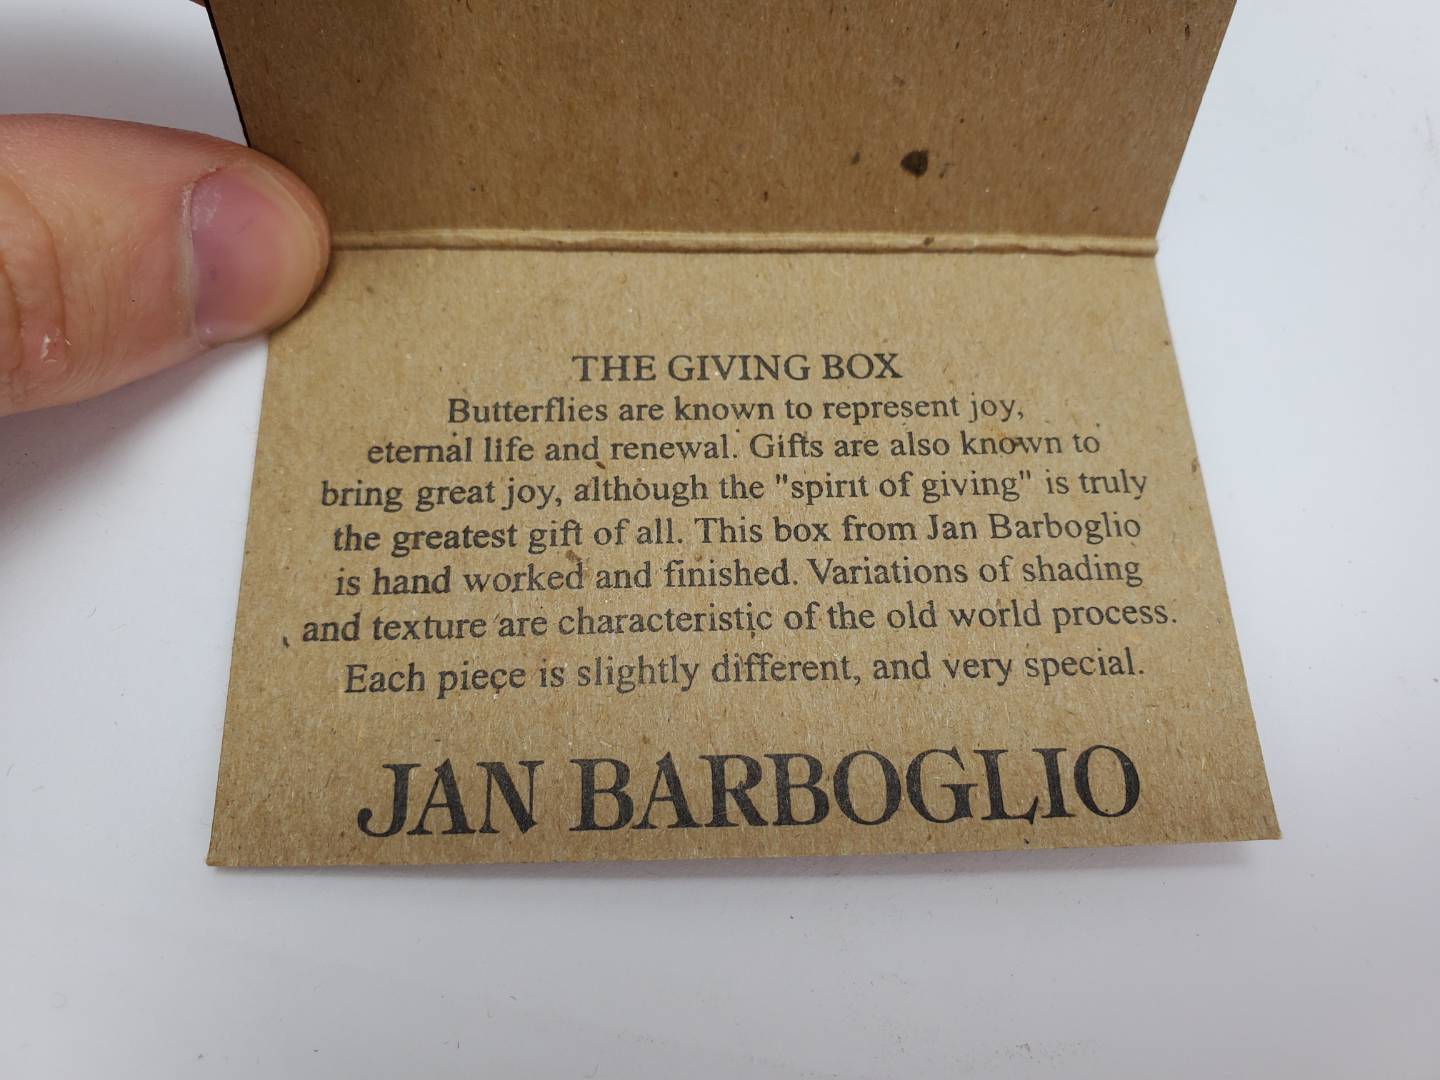 THE GIVING BOX
Butterflies are known to represent joy,
eternal life and renewal. Gifts are also known to
bring great joy, although the "spirit of giving" is truly
the greatest gift of all. This box from Jan Barboglio
is hand worked and finished. Variations of shading
and texture are characteristic of the old world process.
Each piece is slightly different, and very special.
JAN BARBOGLIO